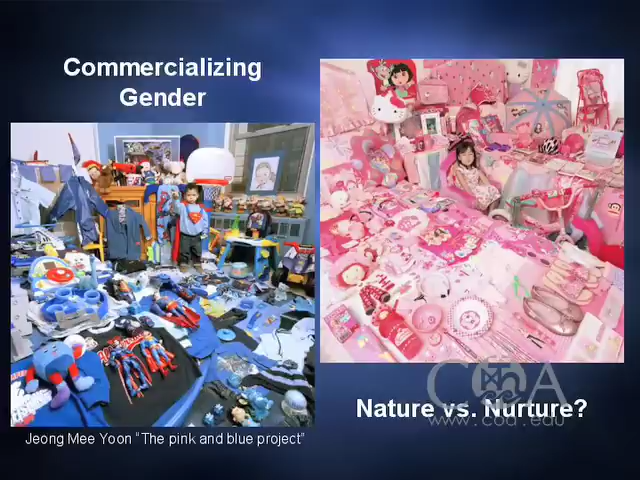 Commercializing
Gender
Jeong Mee Yoon “The pink and blue project”
Nature vs. Nurture?
COA
www.coa.edu